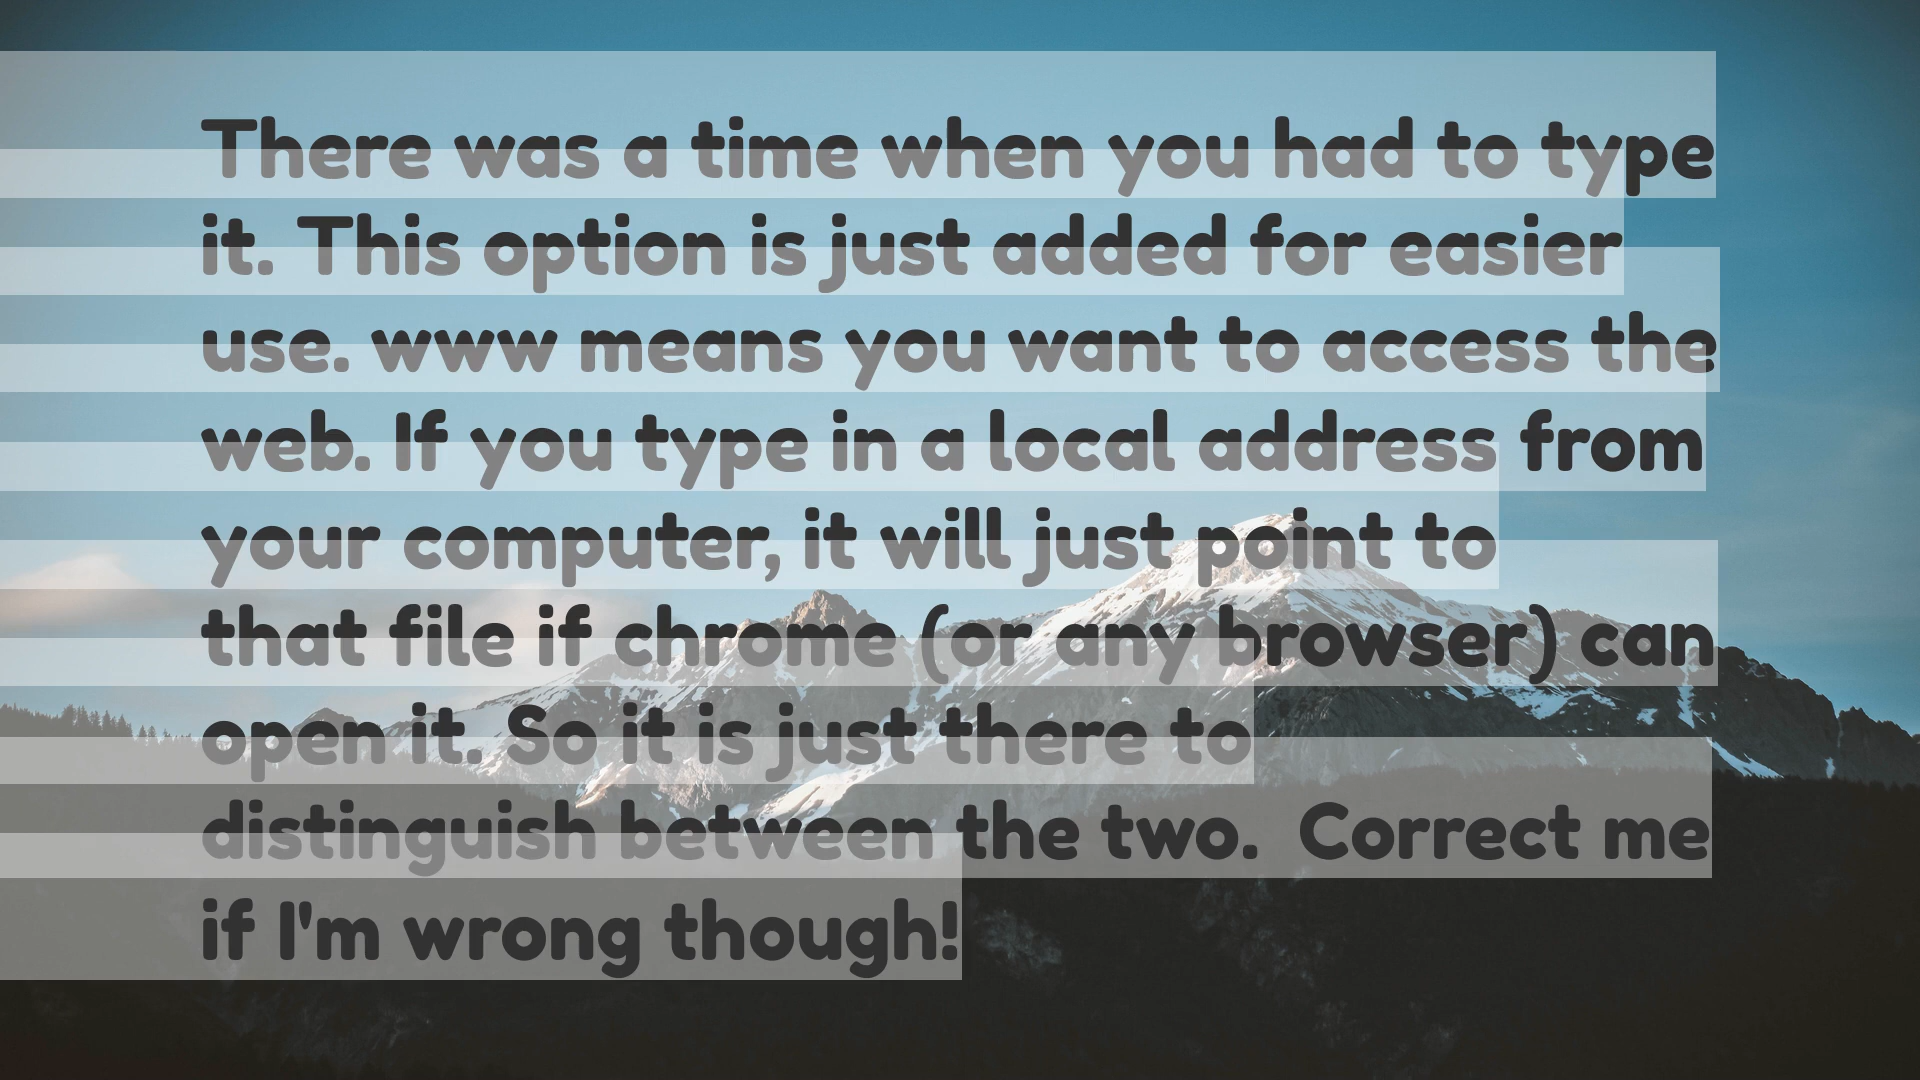 There was a time when you had to type
it. This option is just added for easier
use. www means you want to access the
web. If you type in a local address from
your computer, it will just point to
that file if chrome (or any browser) can
open it. So it is just there to
distinguish between the two.  Correct me
if I'm wrong though!